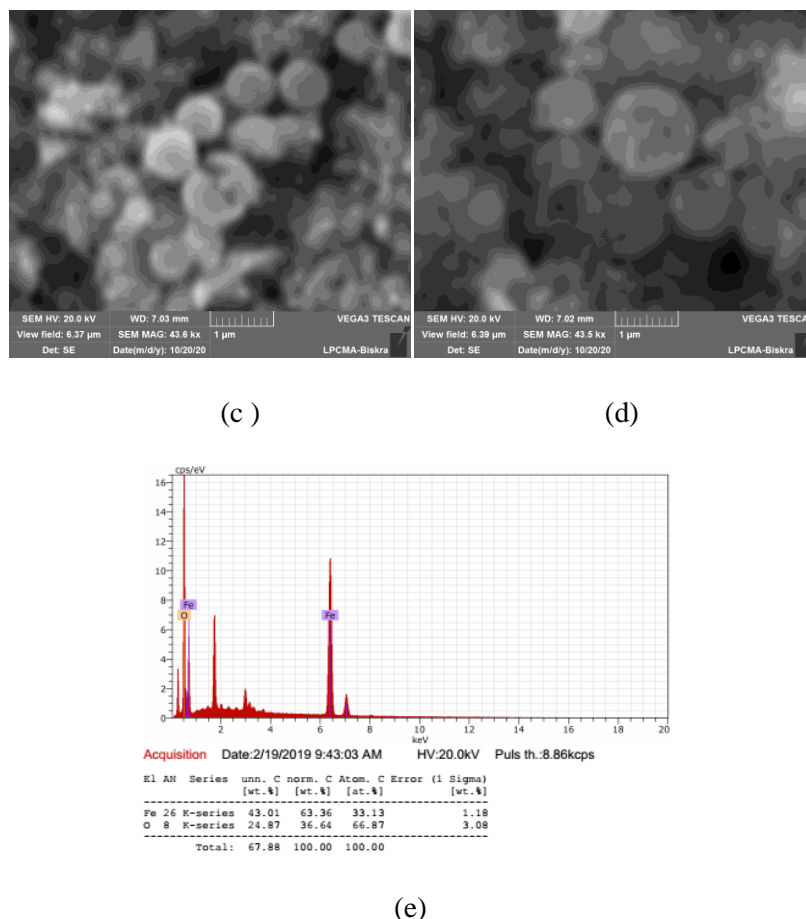 SEM HV: 20.0 kV WD: 7.03 mm VEGA3 TESCAN
View field: 6.37 µm SEM MAG: 43.6 kx 1 µm
Det: SE Date(m/d/y): 10/20/20 LPCMA-Biskra
SEM HV: 20.0 kV WD: 7.02 mm VEGA3 TESCA
View field: 6.39 µm SEM MAG: 43.5 kx 1 µm
Det: SE Date(m/d/y): 10/20/20 LPCMA-Biskra
(c )
(d)
cps/eV
16
14
12
10
8
6
4
2
0
Fe
O
Fe
2 4 6 8 10 12 14 16 18 20
keV
Acquisition Date:2/19/2019 9:43:03 AM HV:20.0kV Puls th.:8.86kcps
El AN Series unn. C norm. C Atom. C Error (1 Sigma)
[wt.%] [wt.%] [at.%] [wt.%]
Fe 26 K-series 43.01 63.36 33.13 1.18
O 8 K-series 24.87 36.64 66.87 3.08
Total: 67.88 100.00 100.00
(e)